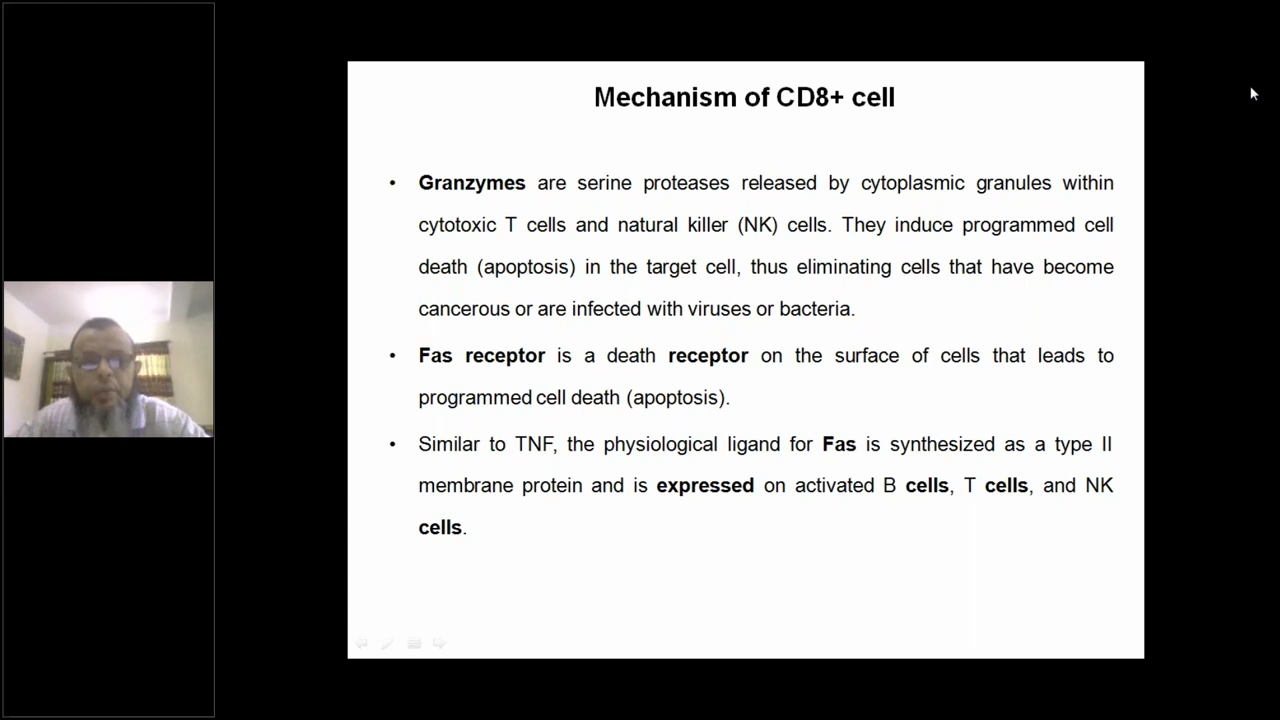 Mechanism of CD8+ cell
• Granzymes are serine proteases released by cytoplasmic granules within
cytotoxic T cells and natural killer (NK) cells. They induce programmed cell
death (apoptosis) in the target cell, thus eliminating cells that have become
cancerous or are infected with viruses or bacteria.
• Fas receptor is a death receptor on the surface of cells that leads to
programmed cell death (apoptosis).
• Similar to TNF, the physiological ligand for Fas is synthesized as a type II
membrane protein and is expressed on activated B cells, T cells, and NK
cells.